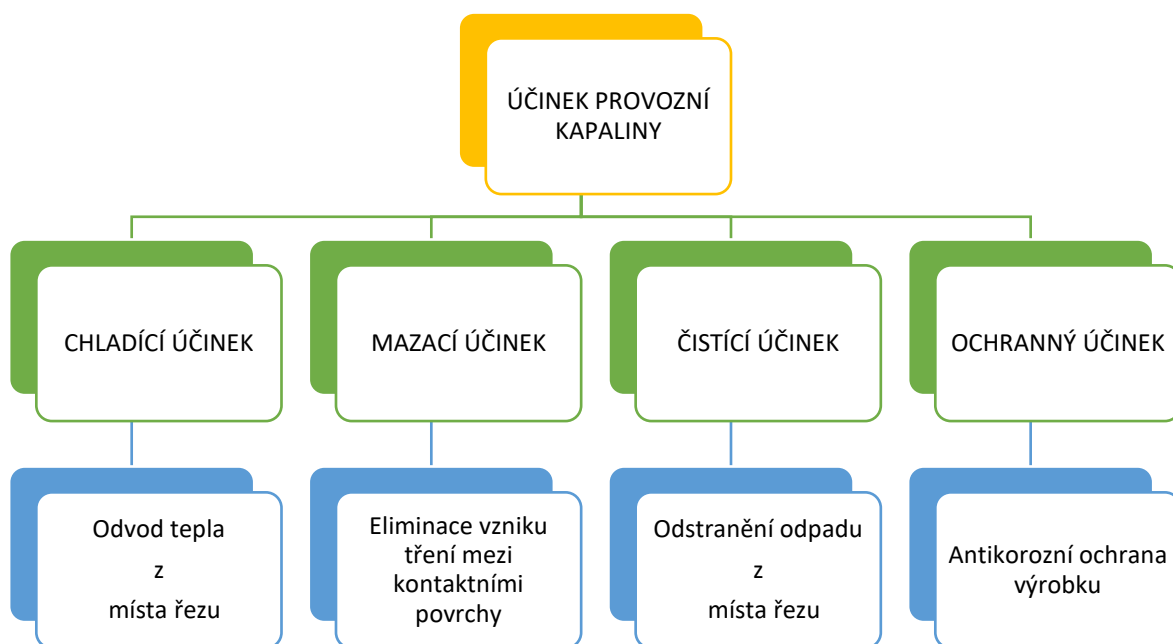 ÚČINEK PROVOZNÍ
KAPALINY
CHLADÍCÍ ÚČINEK
MAZACÍ ÚČINEK
ČISTÍCÍ ÚČINEK
OCHRANNÝ ÚČINEK
Odvod tepla
z
místa řezu
Eliminace vzniku
tření mezi
kontaktními
povrchy
Odstranění odpadu
z
místa řezu
Antikorozní ochrana
výrobku